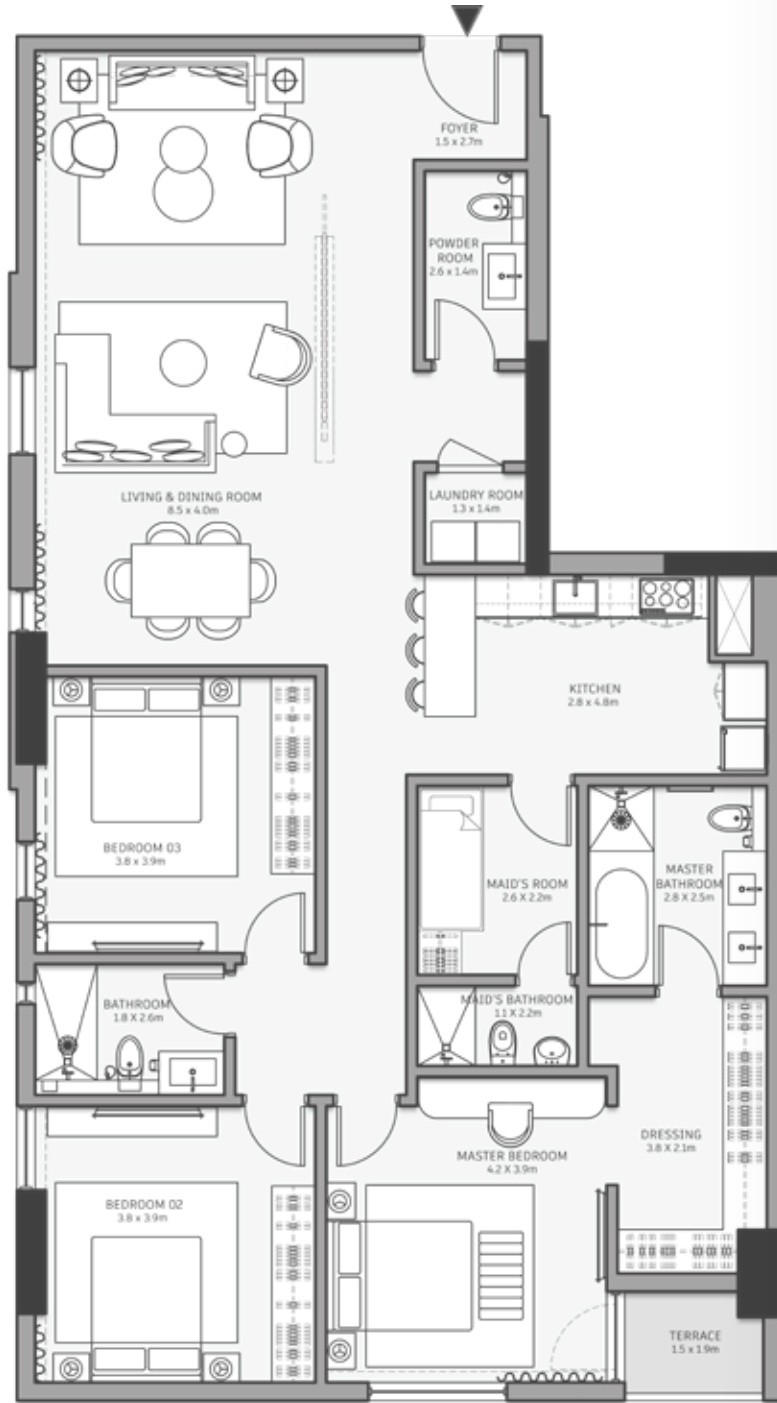 FOYER
1.5 x 2.7m
POWDER
ROOM
2.6 x 1.4m
LIVING & DINING ROOM
8.5 x 4.0m
LAUNDRY ROOM
1.3 x 1.4m
KITCHEN
2.8 x 4.8m
BEDROOM 03
3.8 x 3.9m
MAID'S ROOM
2.6 X 2.2m
MASTER
BATHROOM
2.8 X 2.5m
BATHROOM
1.8 X 2.6m
MAID'S BATHROOM
1.1 X 2.2m
DRESSING
3.8 X 2.1m
MASTER BEDROOM
4.2 X 3.9m
BEDROOM 02
3.8 x 3.9m
TERRACE
1.5 x 1.9m